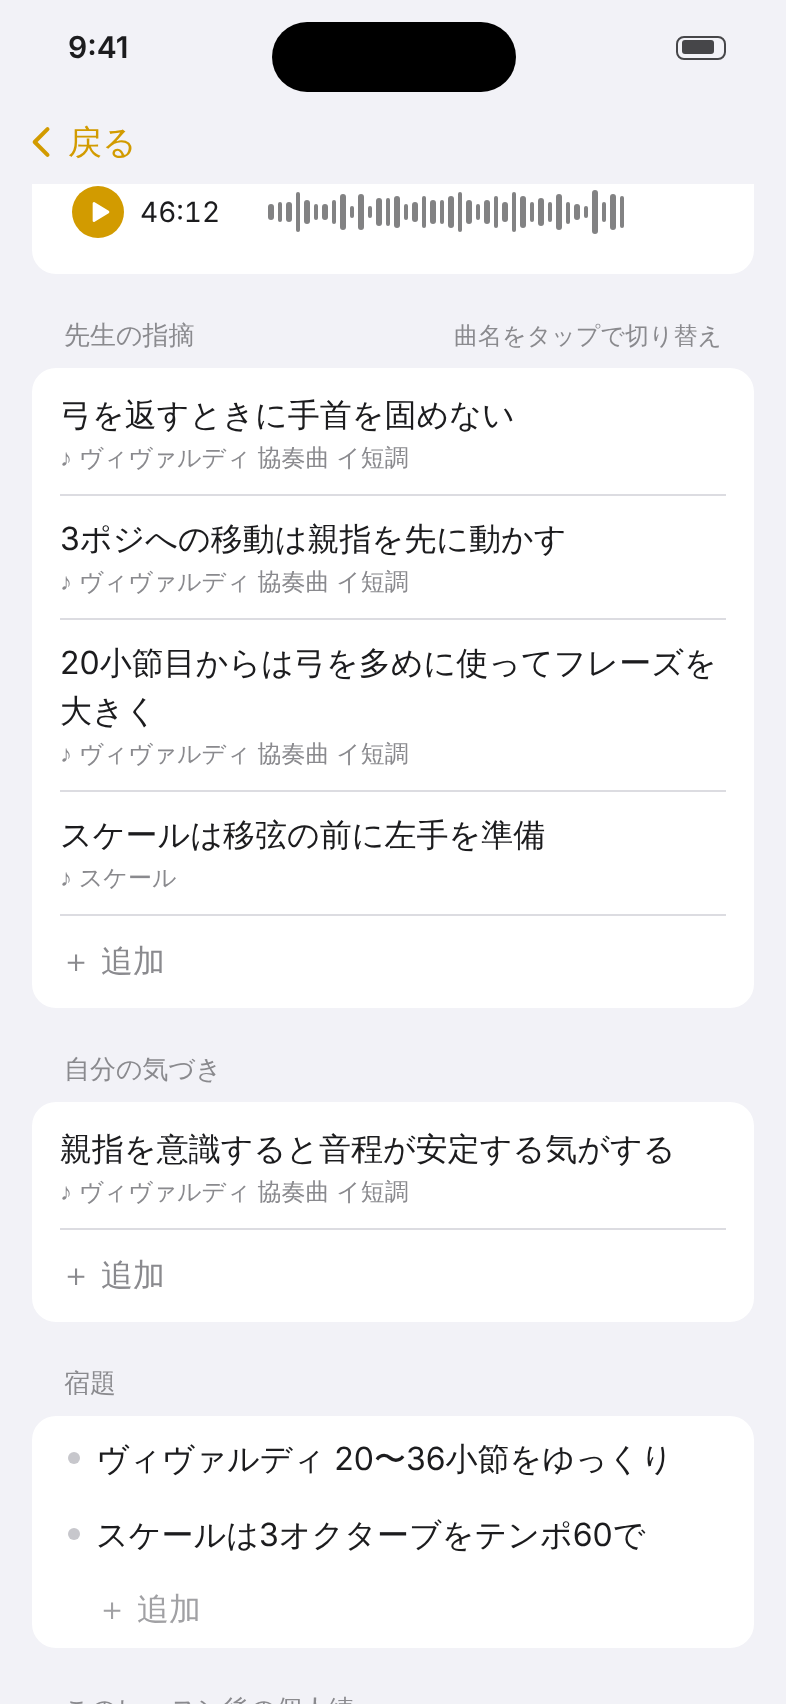 9:41
戻る
46:12
先生の指摘
曲名をタップで切り替え
弓を返すときに手首を固めない
♪ ヴィヴァルディ 協奏曲 イ短調
3ポジへの移動は親指を先に動かす
♪ ヴィヴァルディ 協奏曲 イ短調
20小節目からは弓を多めに使ってフレーズを
大きく
♪ ヴィヴァルディ 協奏曲 イ短調
スケールは移弦の前に左手を準備
♪ スケール
+ 追加
自分の気づき
親指を意識すると音程が安定する気がする
♪ ヴィヴァルディ 協奏曲 イ短調
+ 追加
宿題
ヴィヴァルディ 20〜36小節をゆっくり
スケールは3オクターブをテンポ60で
+ 追加